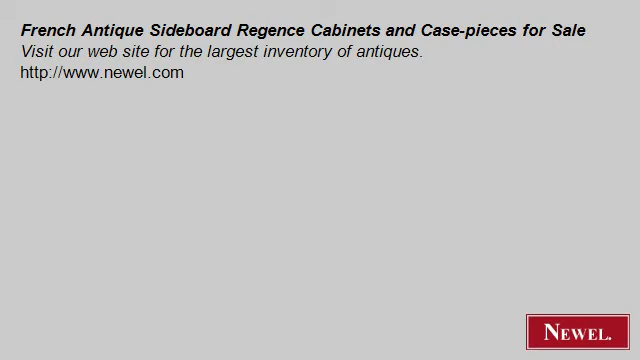 French Antique Sideboard Regence Cabinets and Case-pieces for Sale
Visit our web site for the largest inventory of antiques.
http://www.newel.com
NEWEL.